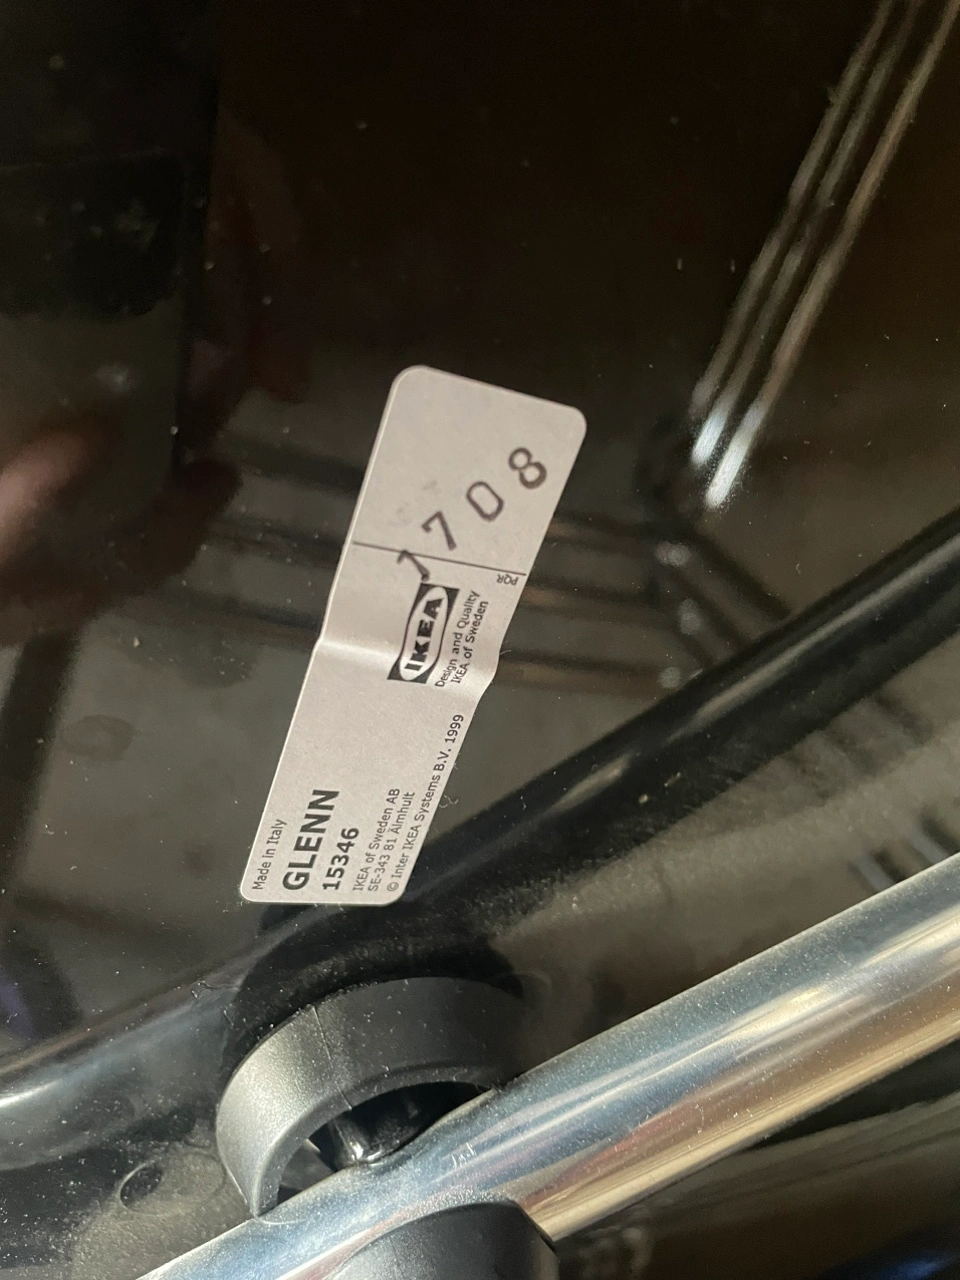 Made in Italy
GLENN
15346
IKEA of Sweden AB
SE-343 81 Älmhult
© Inter IKEA Systems B.V. 1999
IKEA
Design and Quality
IKEA of Sweden
PQR
1708